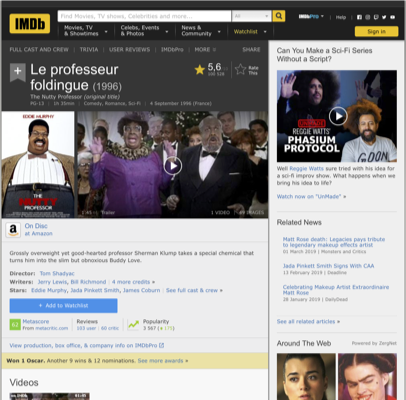 IMDb
Find Movies, TV shows, Celebrities and more...
All
IMDbPro
Help
Movies, TV
& Showtimes
Celebs, Events
& Photos
News &
Community
Watchlist
Sign in
FULL CAST AND CREW | TRIVIA | USER REVIEWS | IMDbPro | MORE
SHARE
Le professeur
foldingue (1996)
The Nutty Professor (original title)
PG-13 | 1h 35min | Comedy, Romance, Sci-Fi | 4 September 1996 (France)
5,6
Rate
This
EDDIE MURPHY
THE NUTTY
PROFESSOR
Trailer
1 VIDEO
IMAGES
On Disc
at Amazon
Grossly overweight yet good-hearted professor Sherman Klump takes a special chemical that
turns him into the slim but obnoxious Buddy Love.
Director: Tom Shadyac
Writers: Jerry Lewis, Bill Richmond | 4 more credits »
Stars: Eddie Murphy, Jada Pinkett Smith, James Coburn | See full cast & crew »
+ Add to Watchlist
Metascore
From metacritic.com
Reviews
103 user | 60 critic
Popularity
3 567
View production, box office, & company info on IMDbPro
Won 1 Oscar. Another 9 wins & 12 nominations. See more awards »
Videos
Can You Make a Sci-Fi Series
Without a Script?
REGGIE WATTS'
PHASIUM
PROTOCOL
Well Reggie Watts sure tried with his idea for
a sci-fi improv show. What happens when we
bring his idea to life?
Watch now on "UnMade" »
Related News
Matt Rose death: Legacies pays tribute
to legendary makeup effects artist
01 March 2019 | Monsters and Critics
Jada Pinkett Smith Signs With CAA
13 February 2019 | Deadline
Celebrating Makeup Artist Extraordinaire
Matt Rose
28 January 2019 | DailyDead
See all related articles »
Around The Web
Powered by ZergNet